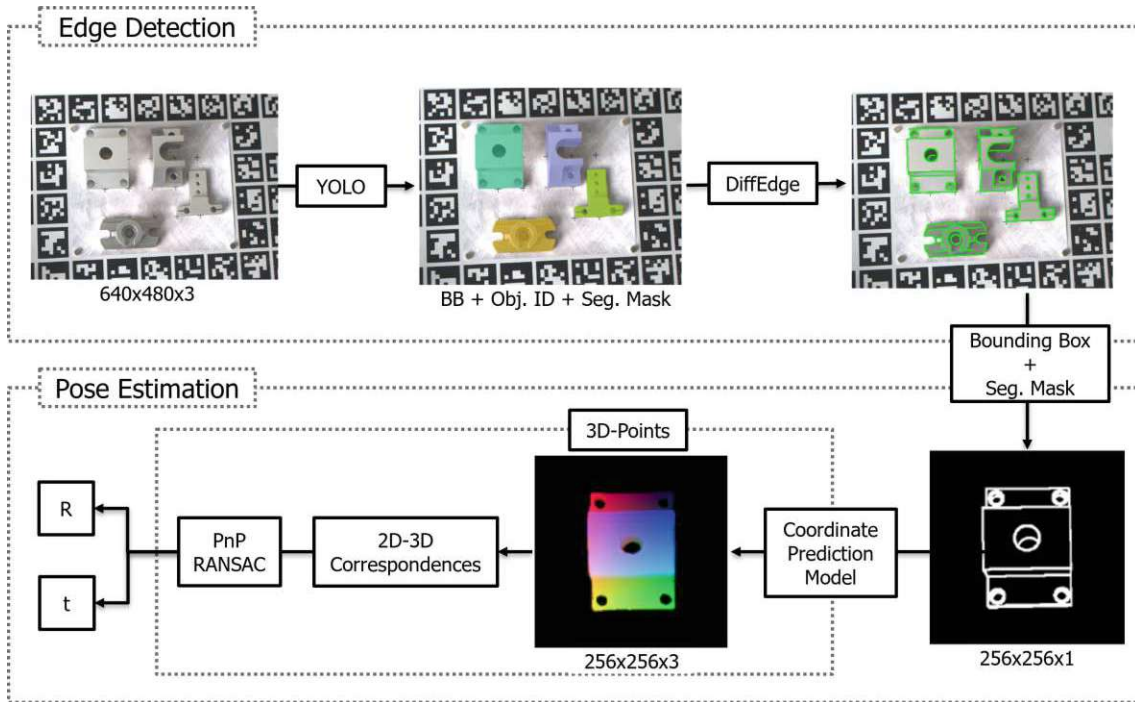 Edge Detection
YOLO
DiffEdge
640x480x3
BB + Obj. ID + Seg. Mask
Bounding Box
+
Seg. Mask
Pose Estimation
3D-Points
R
t
PnP
RANSAC
2D-3D
Correspondences
Coordinate
Prediction
Model
256x256x3
256x256x1